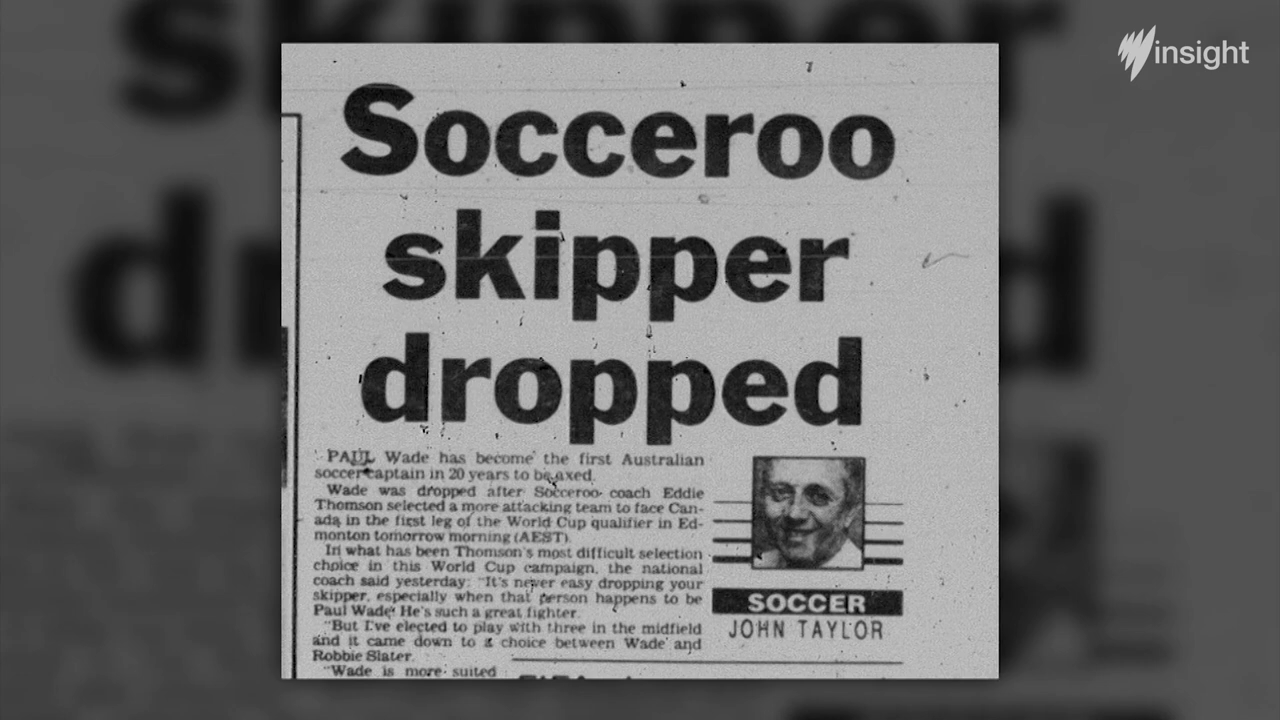 insight
Socceroo
skipper
dropped
PAUL Wade has become the first Australian
soccer captain in 20 years to be axed.
Wade was dropped after Socceroo coach Eddie
Thomson selected a more attacking team to face Can-
ada in the first leg of the World Cup qualifier in Ed-
monton tomorrow morning (AEST).
In what has been Thomson's most difficult selection
choice in this World Cup campaign, the national
coach said yesterday: "It's never easy dropping your
skipper, especially when that person happens to be
Paul Wade. He's such a great fighter.
"But I've elected to play with three in the midfield
and it came down to a choice between Wade and
Robbie Slater.
"Wade is more suited
SOCCER
JOHN TAYLOR